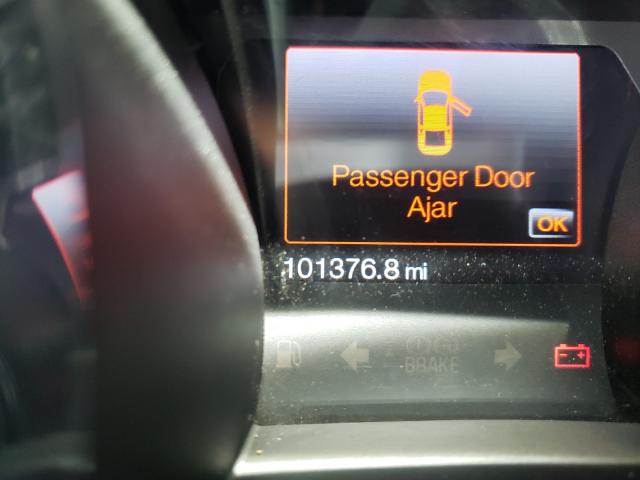 Passenger Door
Ajar
OK
101376.8 mi
BRAKE